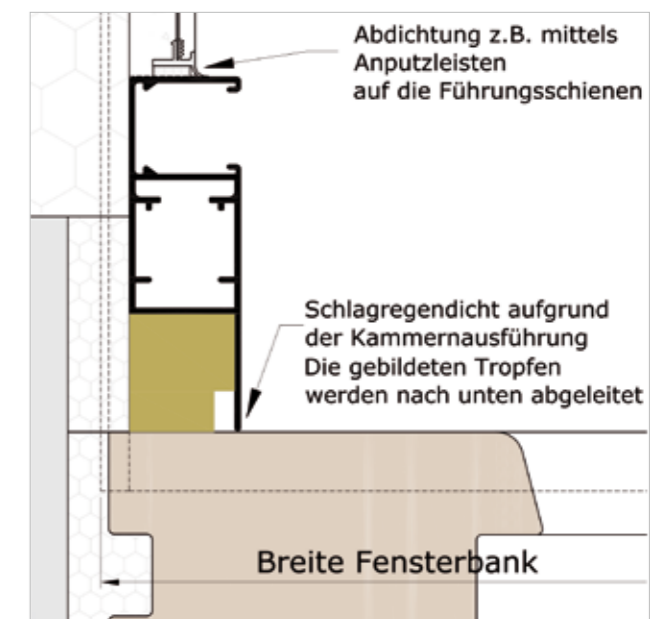 Abdichtung z.B. mittels
Anputzleisten
auf die Führungsschienen
Schlagregendicht aufgrund
der Kammernausführung
Die gebildeten Tropfen
werden nach unten abgeleitet
Breite Fensterbank